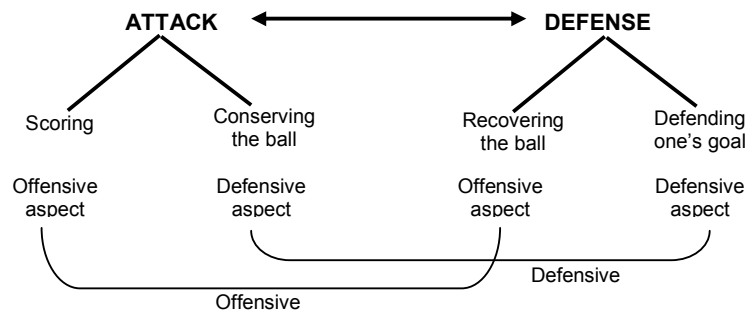 ATTACK
DEFENSE
Scoring
Conserving
the ball
Recovering
the ball
Defending
one's goal
Offensive
aspect
Defensive
aspect
Offensive
aspect
Defensive
aspect
Defensive
Offensive